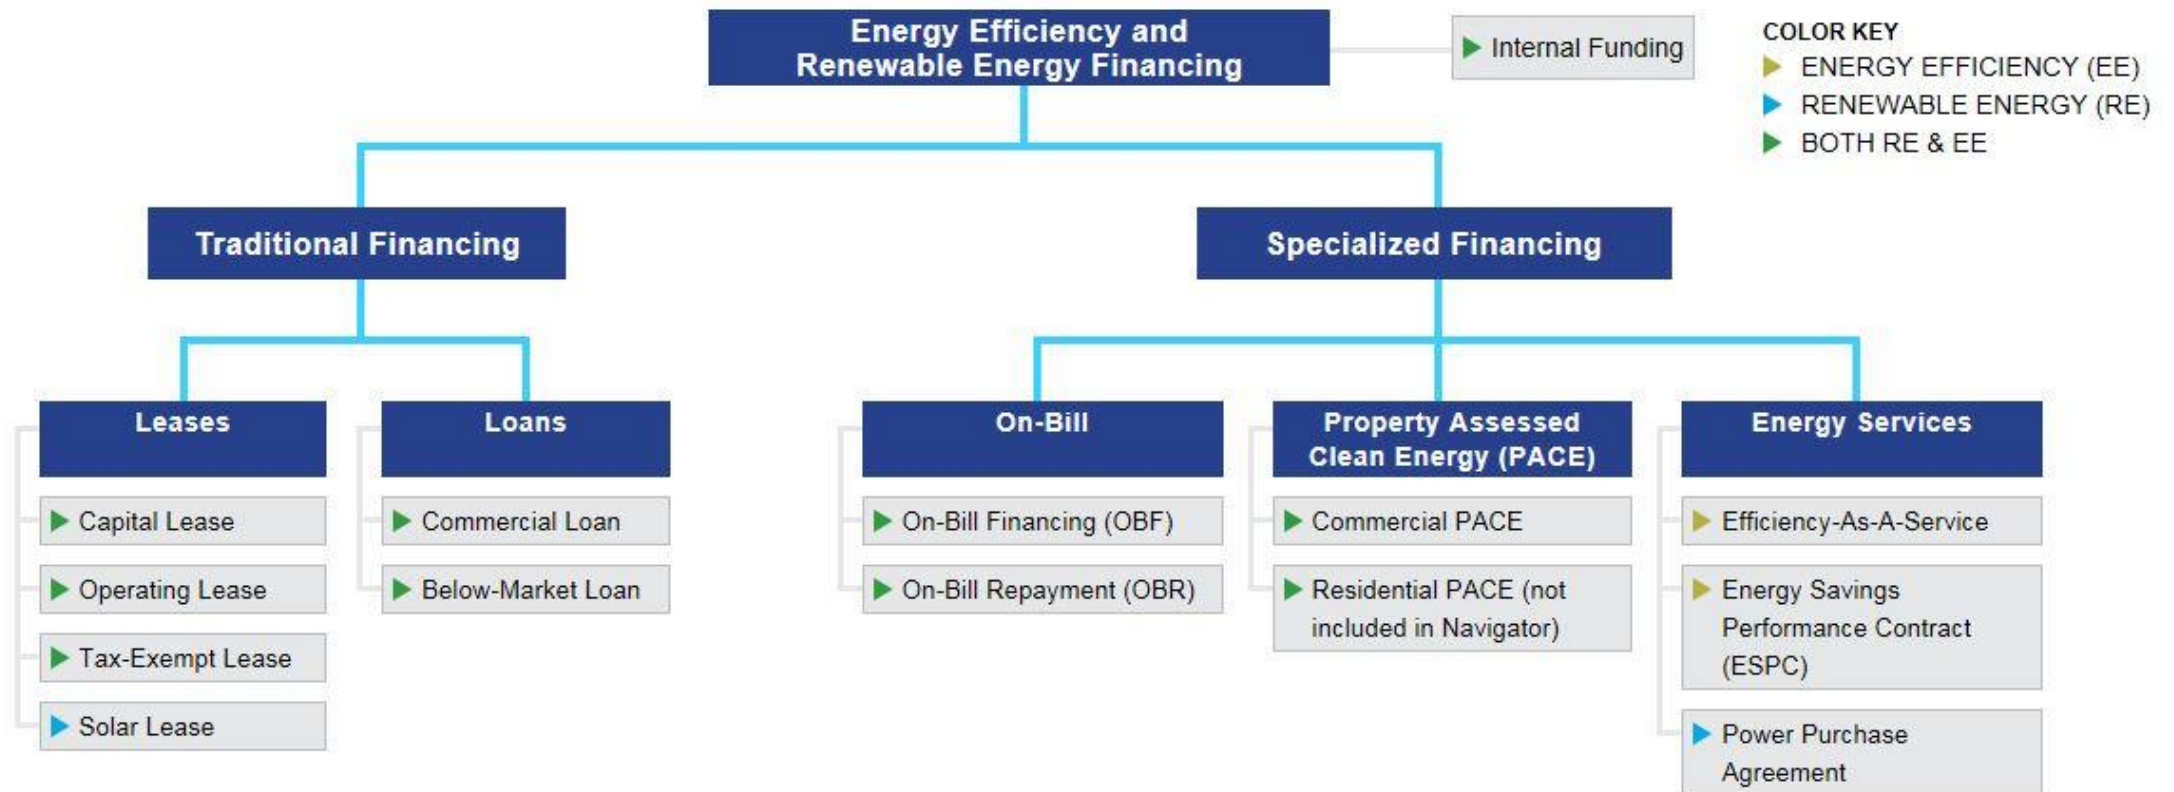 Energy Efficiency and
Renewable Energy Financing
Internal Funding
COLOR KEY
ENERGY EFFICIENCY (EE)
RENEWABLE ENERGY (RE)
BOTH RE & EE
Traditional Financing
Specialized Financing
Leases
Capital Lease
Operating Lease
Tax-Exempt Lease
Solar Lease
Loans
Commercial Loan
Below-Market Loan
On-Bill
On-Bill Financing (OBF)
On-Bill Repayment (OBR)
Property Assessed
Clean Energy (PACE)
Commercial PACE
Residential PACE (not
included in Navigator)
Energy Services
Efficiency-As-A-Service
Energy Savings
Performance Contract
(ESPC)
Power Purchase
Agreement